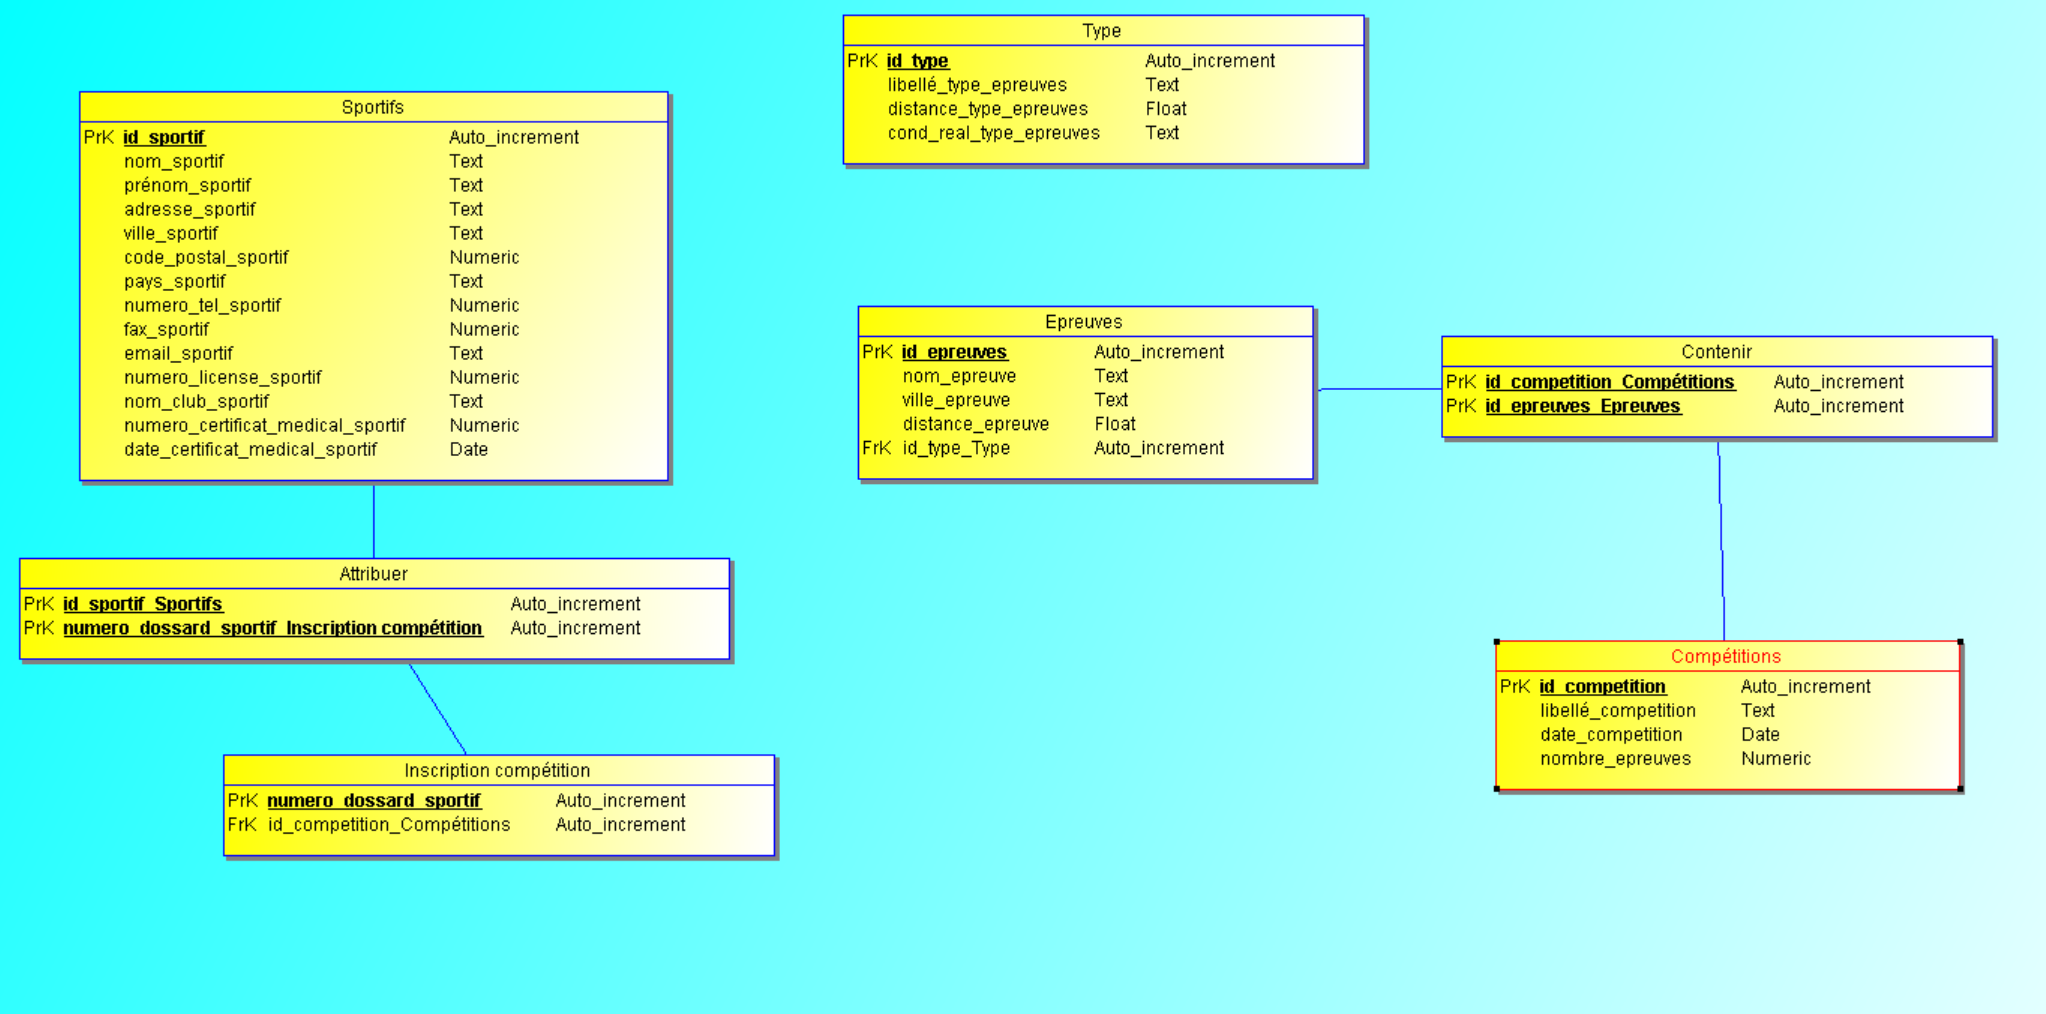 Type
PrK id_type Auto_increment
libellé_type_epreuves Text
distance_type_epreuves Float
cond_real_type_epreuves Text
Sportifs
PrK id_sportif Auto_increment
nom_sportif Text
prénom_sportif Text
adresse_sportif Text
ville_sportif Text
code_postal_sportif Numeric
pays_sportif Text
numero_tel_sportif Numeric
fax_sportif Numeric
email_sportif Text
numero_license_sportif Numeric
nom_club_sportif Text
numero_certificat_medical_sportif Numeric
date_certificat_medical_sportif Date
Epreuves
PrK id_epreuves Auto_increment
nom_epreuve Text
ville_epreuve Text
distance_epreuve Float
FrK id_type_Type Auto_increment
Contenir
PrK id_competition_Compétitions Auto_increment
PrK id_epreuves_Epreuves Auto_increment
Attribuer
PrK id_sportif_Sportifs Auto_increment
PrK numero_dossard_sportif_Inscription compétition Auto_increment
Compétitions
PrK id_competition Auto_increment
libellé_competition Text
date_competition Date
nombre_epreuves Numeric
Inscription compétition
PrK numero_dossard_sportif Auto_increment
FrK id_competition_Compétitions Auto_increment